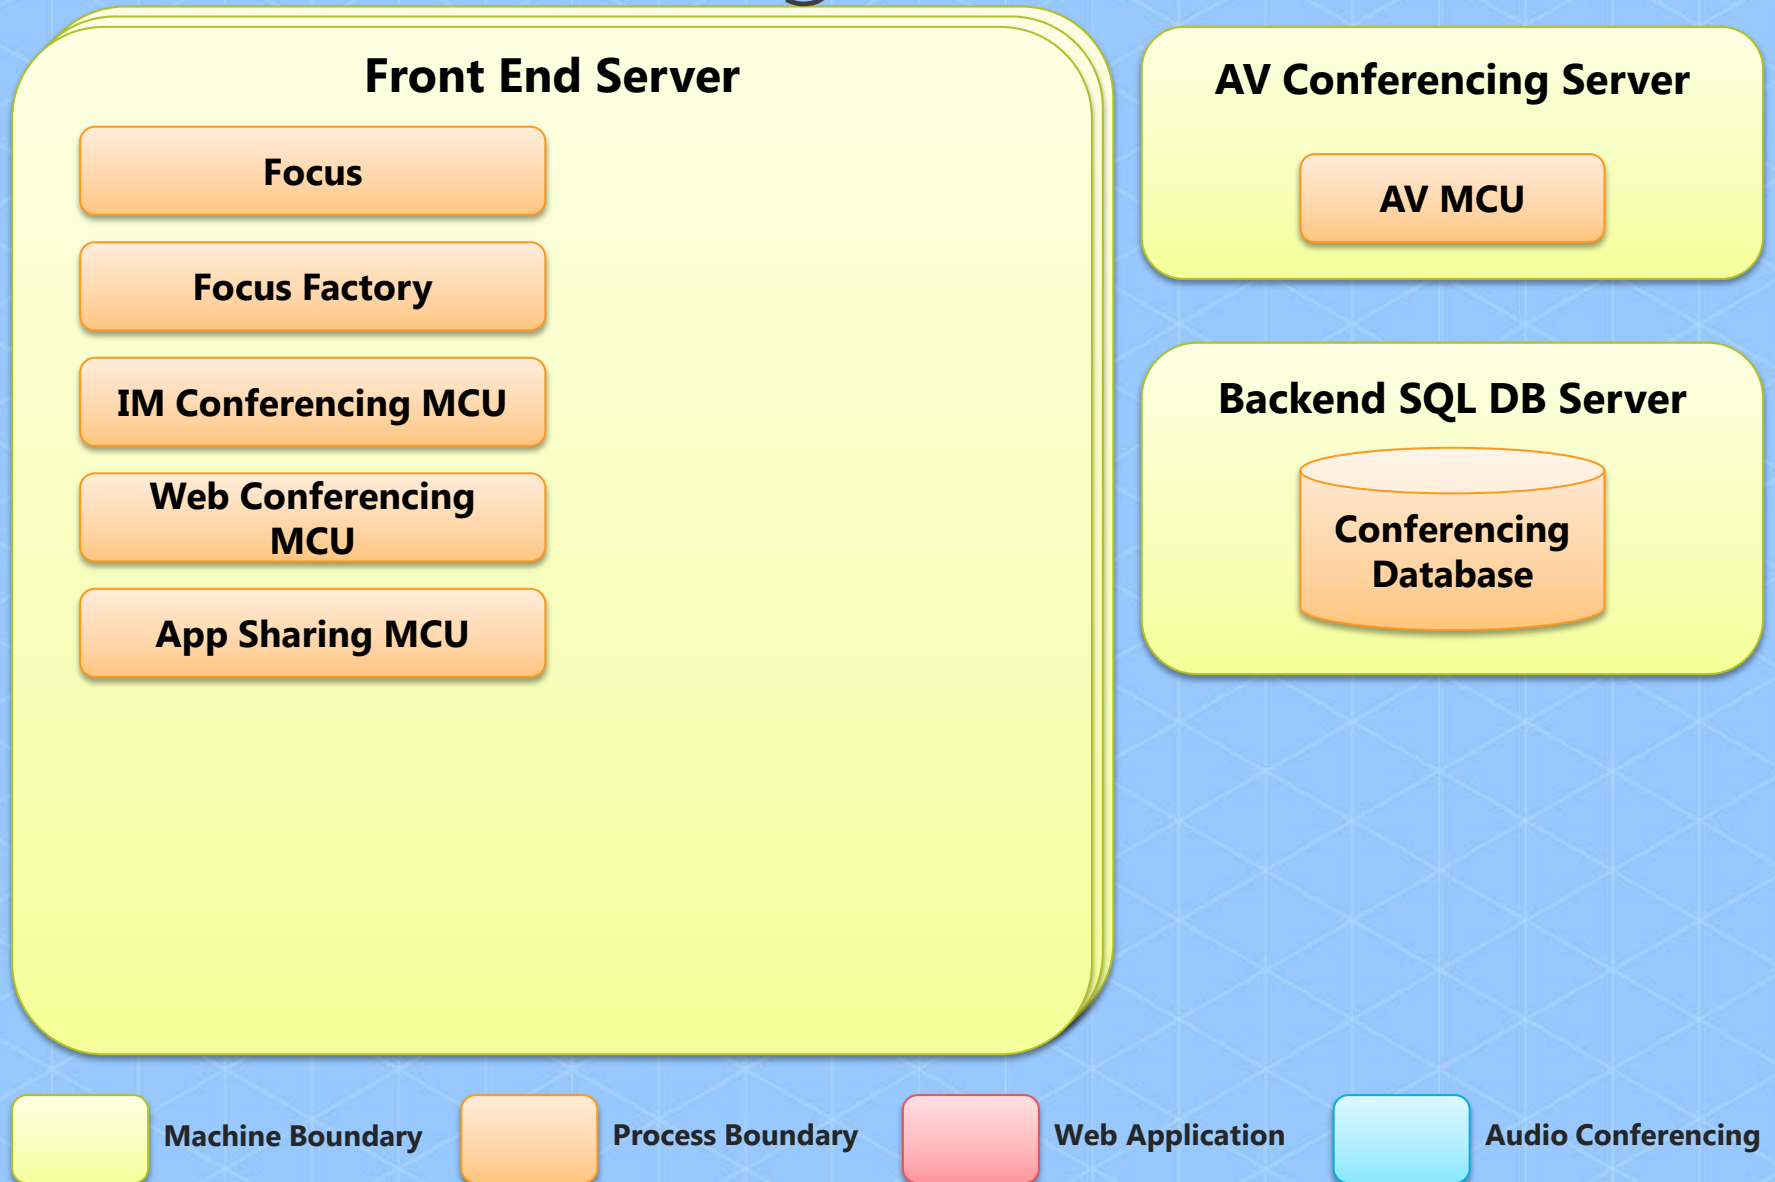 Front End Server
Focus
Focus Factory
IM Conferencing MCU
Web Conferencing
MCU
App Sharing MCU
AV Conferencing Server
AV MCU
Backend SQL DB Server
Conferencing
Database
Machine Boundary
Process Boundary
Web Application
Audio Conferencing